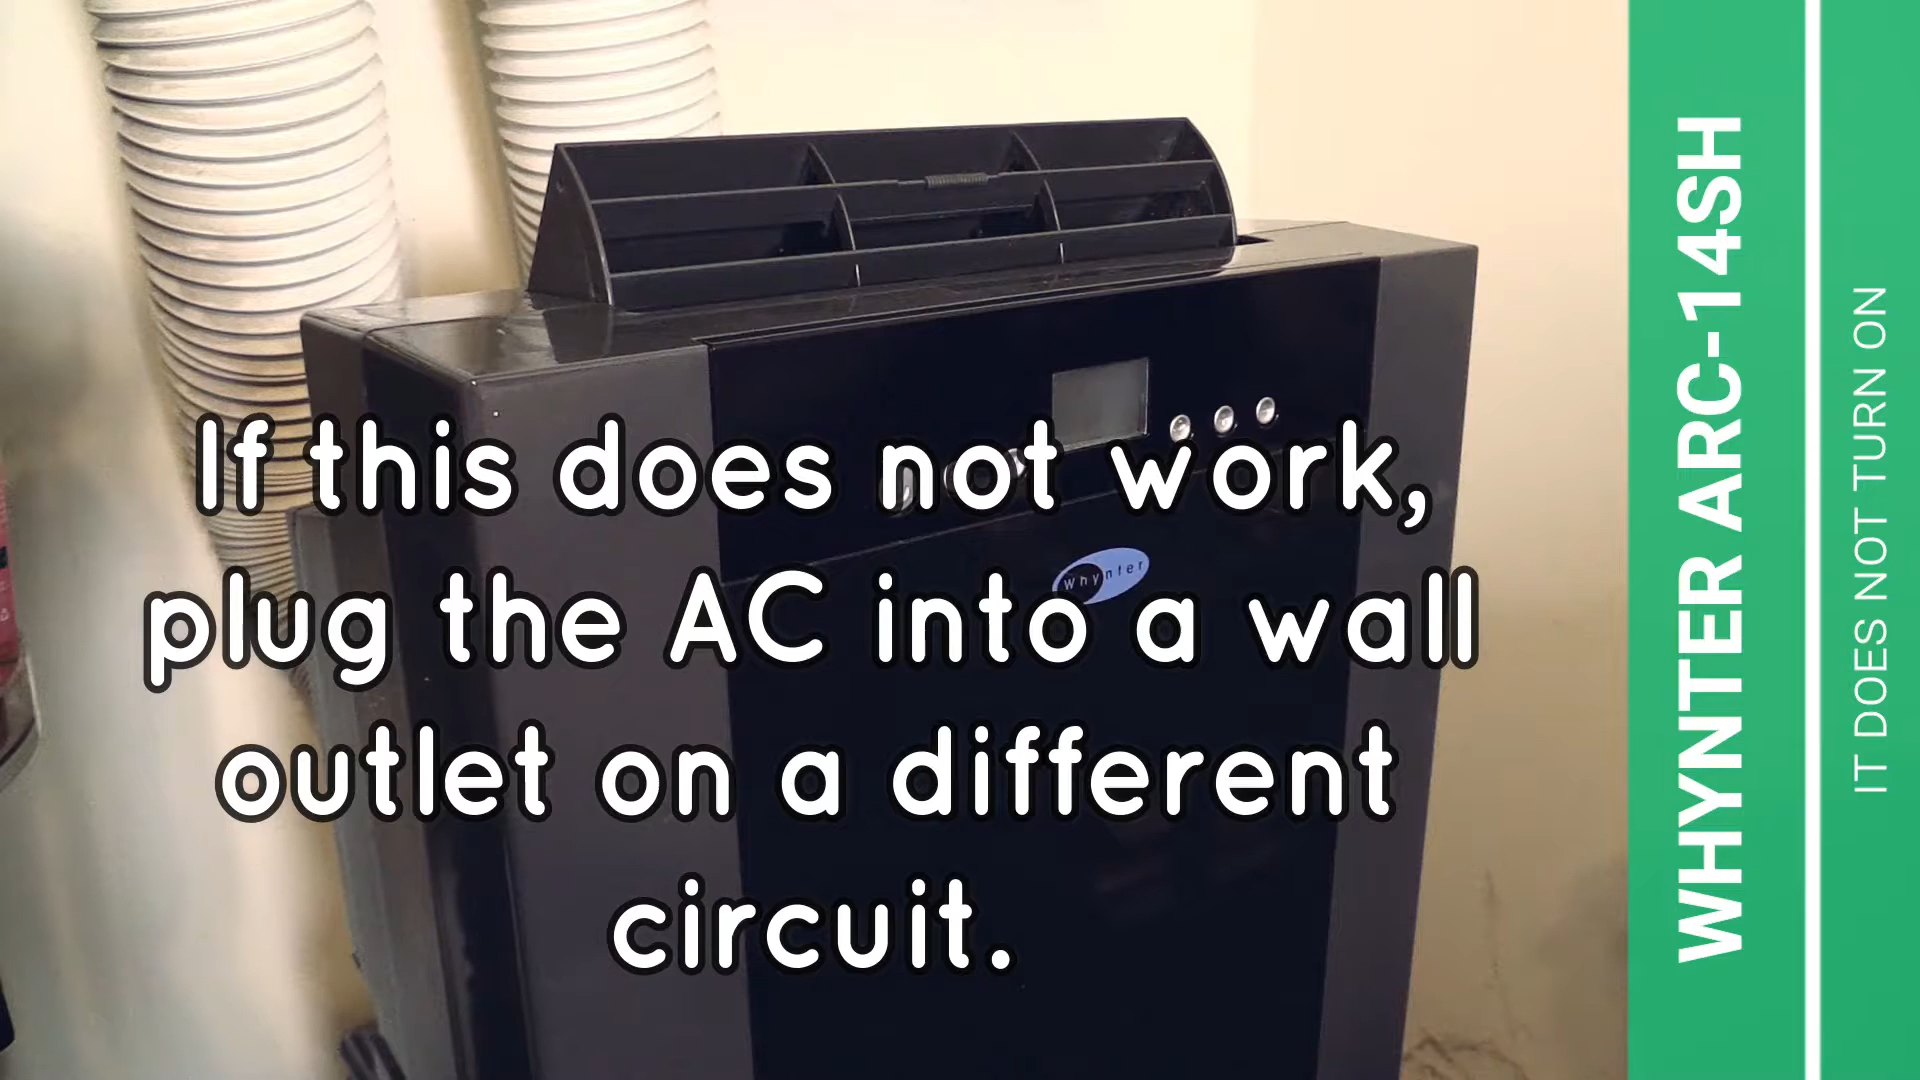 If this does not work,
plug the AC into a wall
outlet on a different
circuit.
Whynter
WHYNTER ARC-14SH
IT DOES NOT TURN ON